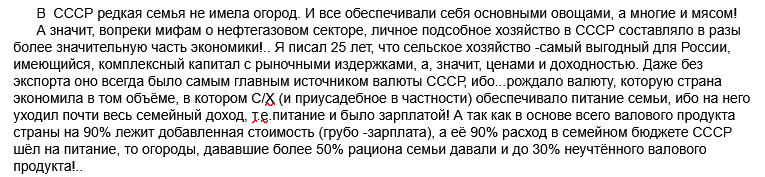 В  СССР редкая семья не имела огород. И все обеспечивали себя основными овощами, а многие и мясом!
А значит, вопреки мифам о нефтегазовом секторе, личное подсобное хозяйство в СССР составляло в разы
более значительную часть экономики!.. Я писал 25 лет, что сельское хозяйство -самый выгодный для России,
имеющийся, комплексный капитал с рыночными издержками, а, значит, ценами и доходностью. Даже без
экспорта оно всегда было самым главным источником валюты СССР, ибо...рождало валюту, которую страна
экономила в том объёме, в котором С/Х (и приусадебное в частности) обеспечивало питание семьи, ибо на него
уходил почти весь семейный доход, т.е.питание и было зарплатой! А так как в основе всего валового продукта
страны на 90% лежит добавленная стоимость (грубо -зарплата), а её 90% расход в семейном бюджете СССР
шёл на питание, то огороды, дававшие более 50% рациона семьи давали и до 30% неучтённого валового
продукта!..